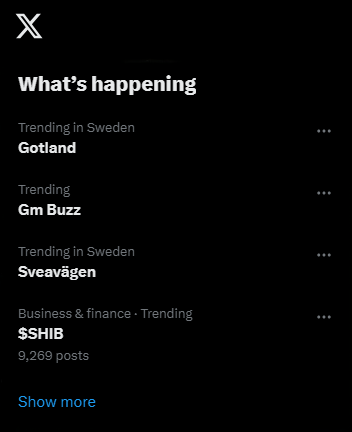 What’s happening
Trending in Sweden
Gotland
Trending
Gm Buzz
Trending in Sweden
Sveavägen
Business & finance · Trending
$SHIB
9,269 posts
Show more